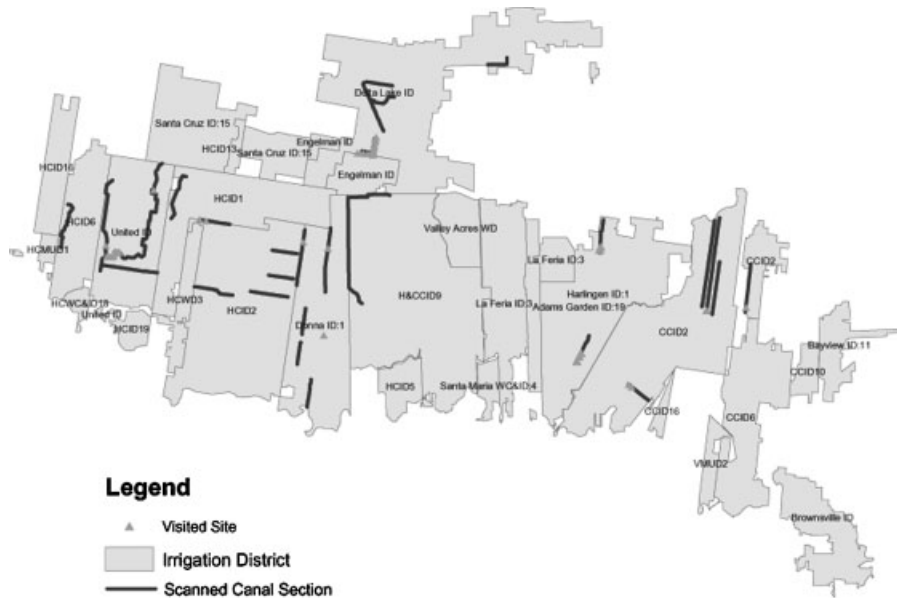 Delta Lake ID
Santa Cruz ID:15
Engelman ID
HCID13
Santa Cruz ID:15
HCID16
Engelman ID
HCID1
HCID6
United ID
Valley Acres WD
HCMUD1
La Feria ID:3
CCID2
HCWC&ID18
United ID
HCWD3
HCID2
H&CCID9
La Feria ID:3
Harlingen ID:1
Adams Garden ID:19
HCID19
Donna ID:1
CCID2
Bayview ID:11
HCID5
Santa Maria WC&ID:4
CCID10
CCID16
CCID6
VMUD2
Brownsville ID
Legend
Visited Site
Irrigation District
Scanned Canal Section